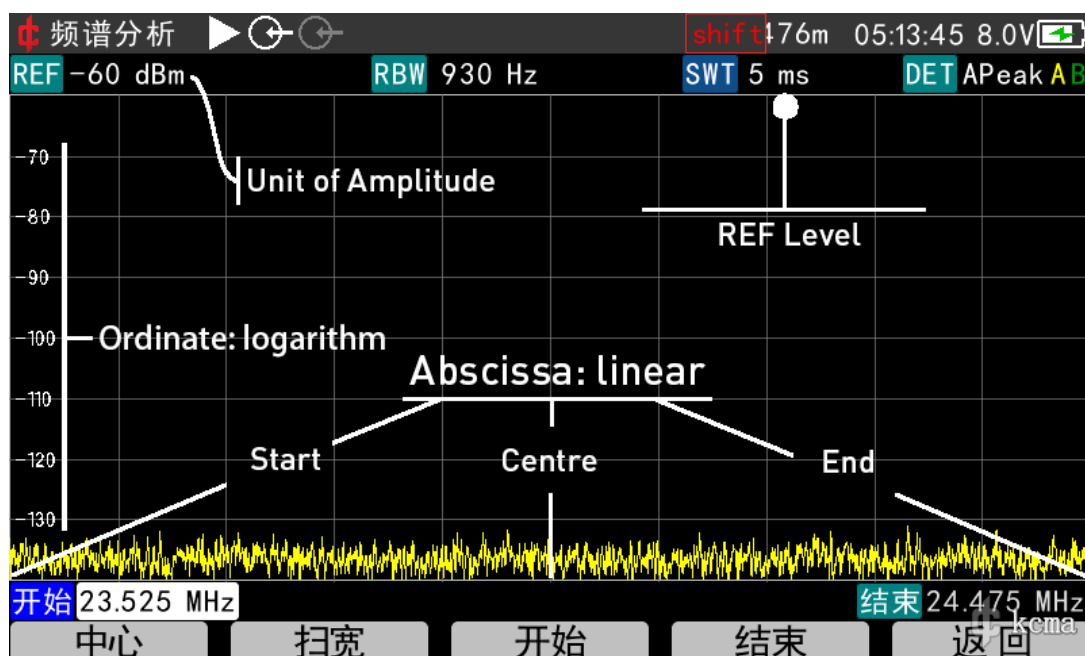 频谱分析 shift 476m 05:13:45 8.0V
REF -60 dBm RBW 930 Hz SWT 5 ms DET APeak A B
-70
Unit of Amplitude
-80
REF Level
-90
-100 Ordinate: logarithm
Abscissa: linear
-110
-120 Start Centre End
-130
开始 23.525 MHz 结束 24.475 MHz
kcma
中心 扫宽 开始 结束 返回